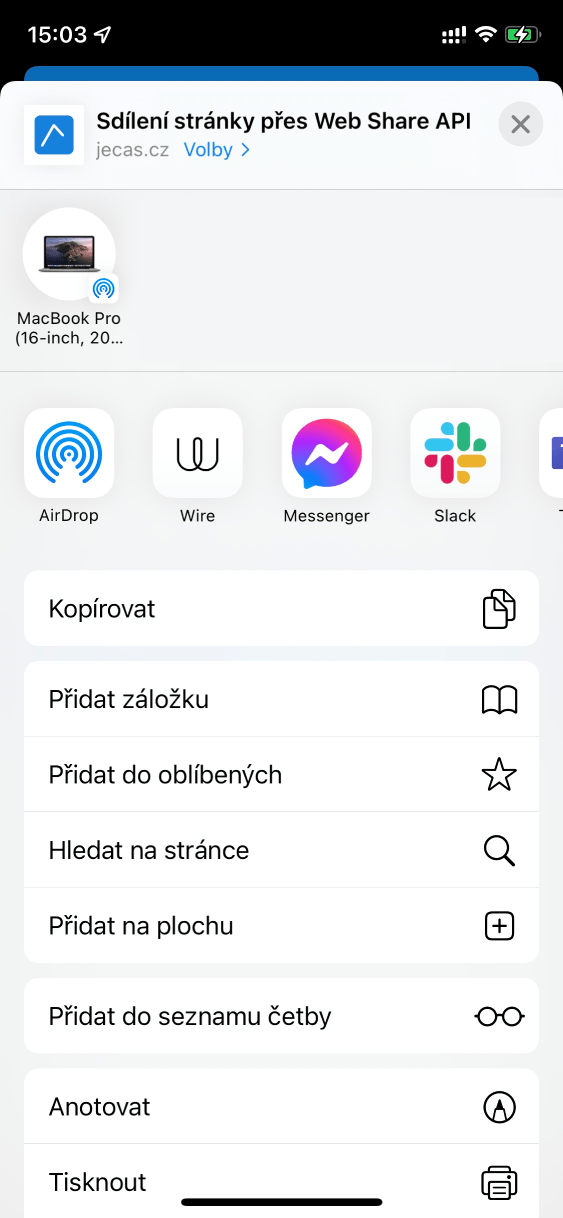 15:03
Sdílení stránky přes Web Share API
jecas.cz Volby
MacBook Pro
(16-inch, 20...
AirDrop
Wire
Messenger
Slack
Kopírovat
Přidat záložku
Přidat do oblíbených
Hledat na stránce
Přidat na plochu
Přidat do seznamu četby
Anotovat
Tisknout